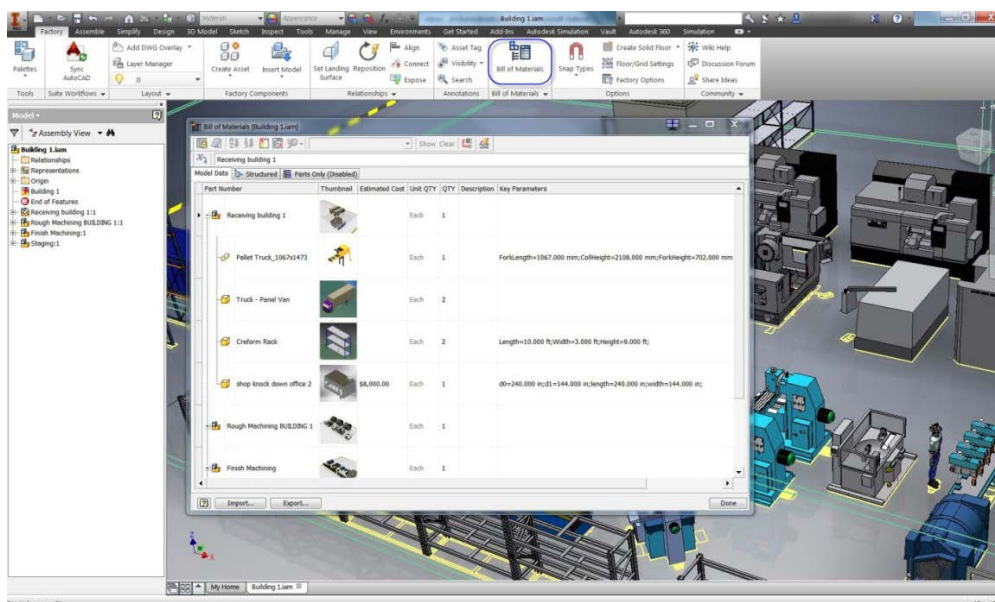 Material
Appearance
Building 1.iam
Factory Assemble Simplify Design 3D Model Sketch Inspect Tools Manage View Environments Get Started Add-Ins Autodesk Simulation Vault Autodesk 360 Simulation
Palettes
Sync AutoCAD
Add DWG Overlay
Layer Manager
0
Create Asset
Insert Model
Set Landing Surface
Reposition
Align
Connect
Expose
Asset Tag
Visibility
Search
Bill of Materials
Snap Types
Create Solid Floor
Floor/Grid Settings
Factory Options
Wiki Help
Discussion Forum
Share Ideas
Tools Suite Workflows Layout Factory Components Relationships Annotations Bill of Materials Options Community
Model
Assembly View
Building 1.iam
Relationships
Representations
Origin
Building 1
End of Features
Receiving building 1:1
Rough Machining BUILDING 1:1
Finish Machining:1
Staging:1
Bill of Materials [Building 1.iam]
Show Clear
Receiving building 1
Model Data Structured Parts Only (Disabled)
Part Number Thumbnail Estimated Cost Unit QTY QTY Description Key Parameters
Receiving building 1 Each 1
Pallet Truck_1067x1473 Each 1 ForkLength=1067.000 mm;CollHeight=2108.000 mm;ForkHeight=702.000 mm
Truck - Panel Van Each 2
Creform Rack Each 2 Length=10.000 ft;Width=3.000 ft;Height=9.000 ft;
shop knock down office 2 $8,000.00 Each 1 d0=240.000 in;d1=144.000 in;length=240.000 in;width=144.000 in;
Rough Machining BUILDING 1 Each 1
Finish Machining Each 1
Import... Export... Done
My Home Building 1.iam